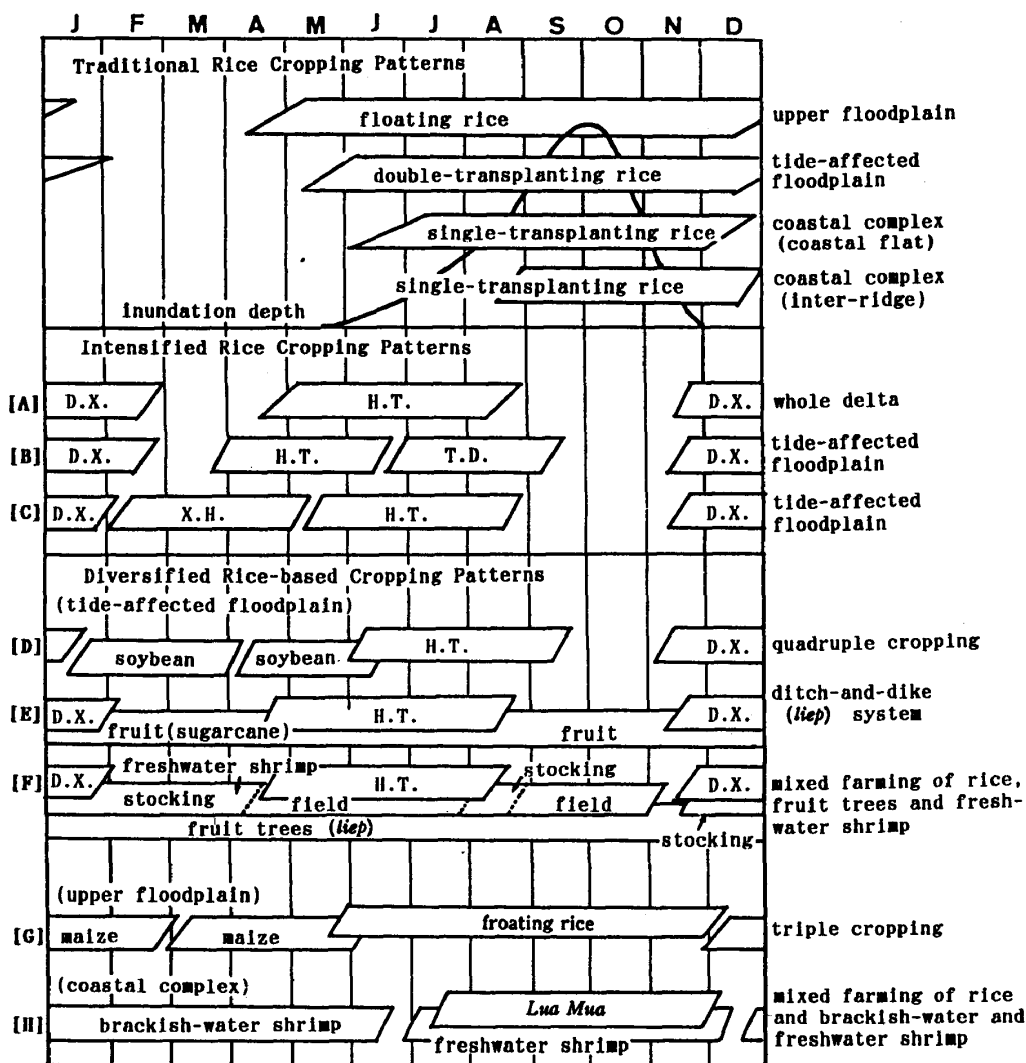 J F M A M J J A S O N D
Traditional Rice Cropping Patterns
floating rice
upper floodplain
double-transplanting rice
tide-affected
floodplain
single-transplanting rice
coastal complex
(coastal flat)
single-transplanting rice
coastal complex
(inter-ridge)
inundation depth
Intensified Rice Cropping Patterns
[A] D.X. H.T. D.X. whole delta
[B] D.X. H.T. T.D. D.X. tide-affected
floodplain
[C] D.X. X.H. H.T. D.X. tide-affected
floodplain
Diversified Rice-based Cropping Patterns
(tide-affected floodplain)
[D] soybean soybean H.T. D.X. quadruple cropping
[E] D.X. H.T. D.X. ditch-and-dike
(liep) system
fruit(sugarcane) fruit
freshwater shrimp stocking
[F] D.X. H.T. D.X. mixed farming of rice,
fruit trees and fresh-
water shrimp
stocking field field
fruit trees (liep)
stocking
(upper floodplain)
[G] maize maize froating rice triple cropping
(coastal complex)
[H] brackish-water shrimp Lua Mua mixed farming of rice
and brackish-water and
freshwater shrimp
freshwater shrimp